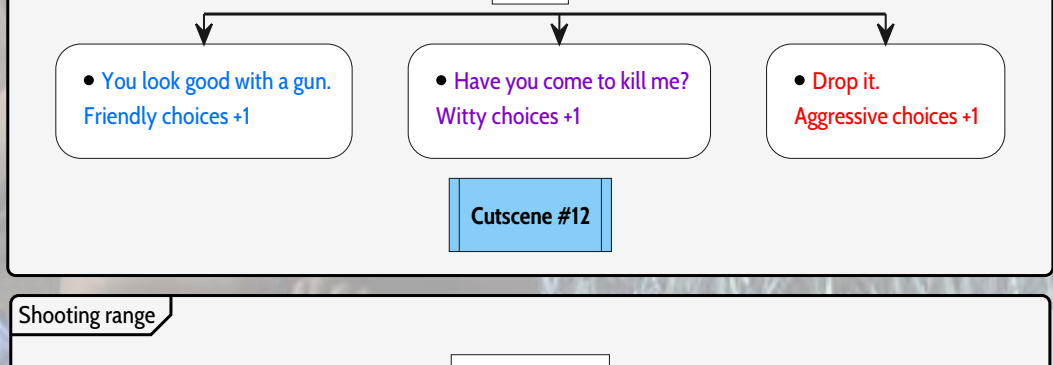 • You look good with a gun.
Friendly choices +1
• Have you come to kill me?
Witty choices +1
• Drop it.
Aggressive choices +1
Cutscene #12
Shooting range